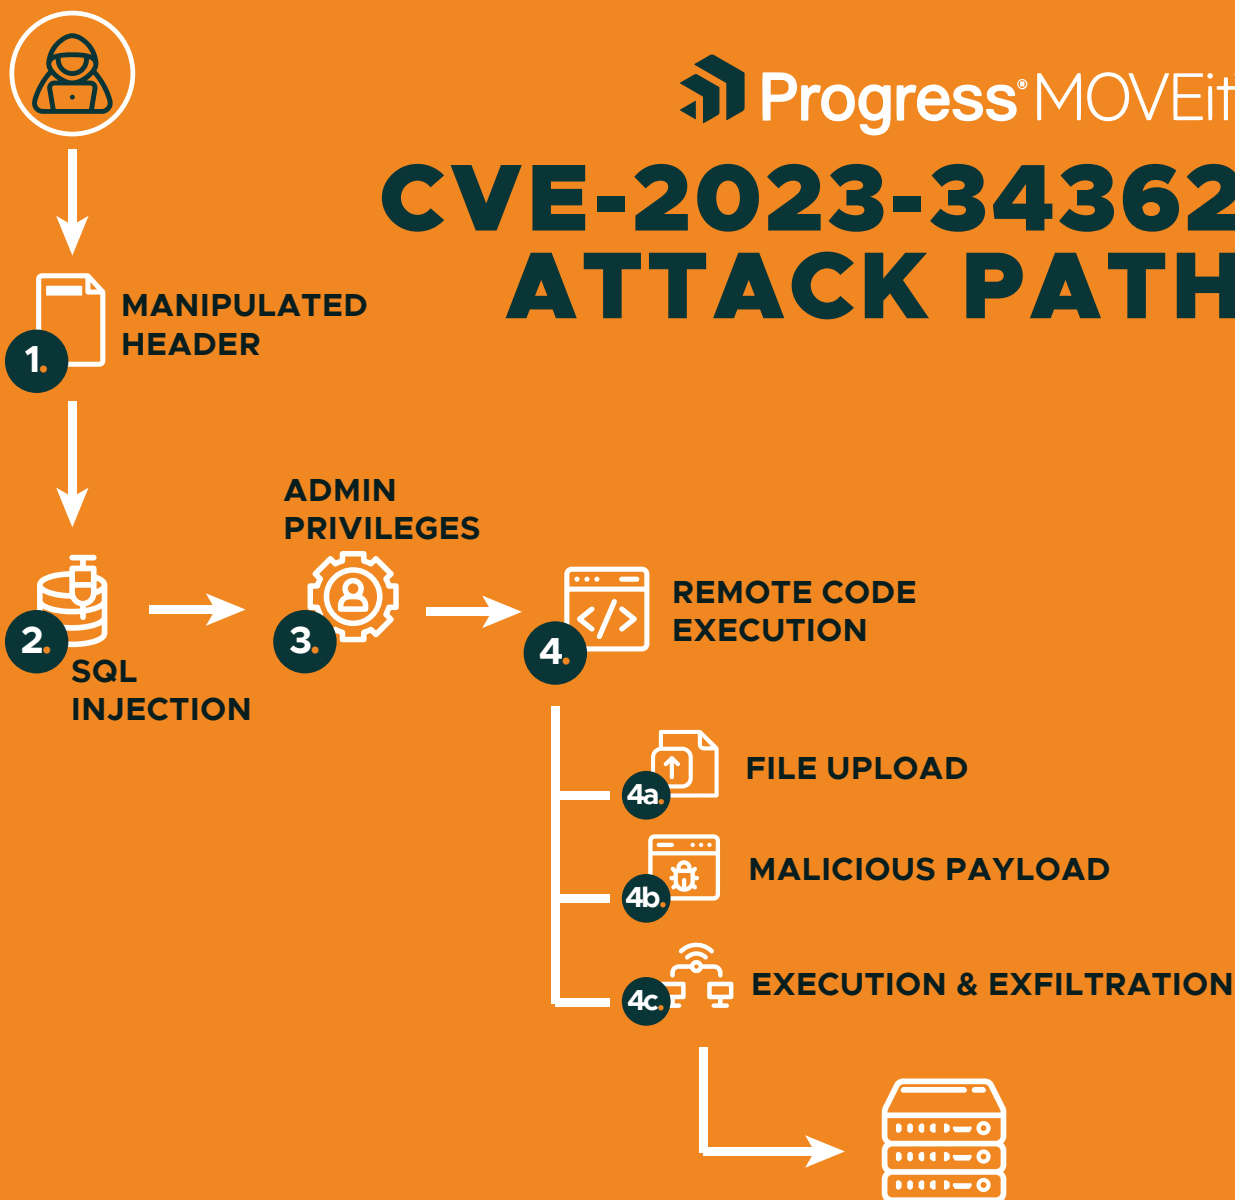 Progress® MOVEit
CVE-2023-34362
ATTACK PATH
MANIPULATED
HEADER
1.
ADMIN
PRIVILEGES
2.
SQL
INJECTION
3.
4.
REMOTE CODE
EXECUTION
4a.
FILE UPLOAD
4b.
MALICIOUS PAYLOAD
4c.
EXECUTION & EXFILTRATION